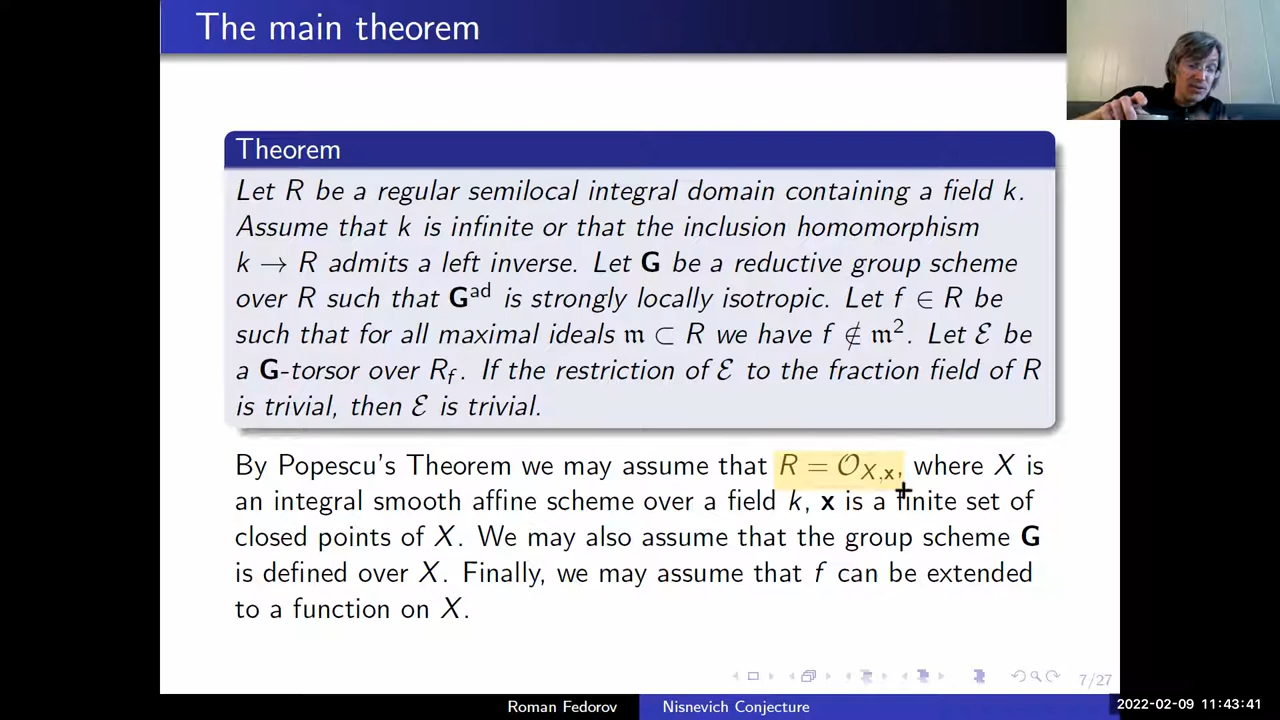 The main theorem
Theorem
Let R be a regular semilocal integral domain containing a field k.
Assume that k is infinite or that the inclusion homomorphism
k → R admits a left inverse. Let G be a reductive group scheme
over R such that G^ad is strongly locally isotropic. Let f ∈ R be
such that for all maximal ideals 𝔪 ⊂ R we have f ∉ 𝔪². Let ℰ be
a G-torsor over R_f. If the restriction of ℰ to the fraction field of R
is trivial, then ℰ is trivial.
By Popescu's Theorem we may assume that R = 𝒪_{X,x}, where X is
an integral smooth affine scheme over a field k, x is a finite set of
closed points of X. We may also assume that the group scheme G
is defined over X. Finally, we may assume that f can be extended
to a function on X.
7/27
Roman Fedorov Nisnevich Conjecture
2022-02-09 11:43:41